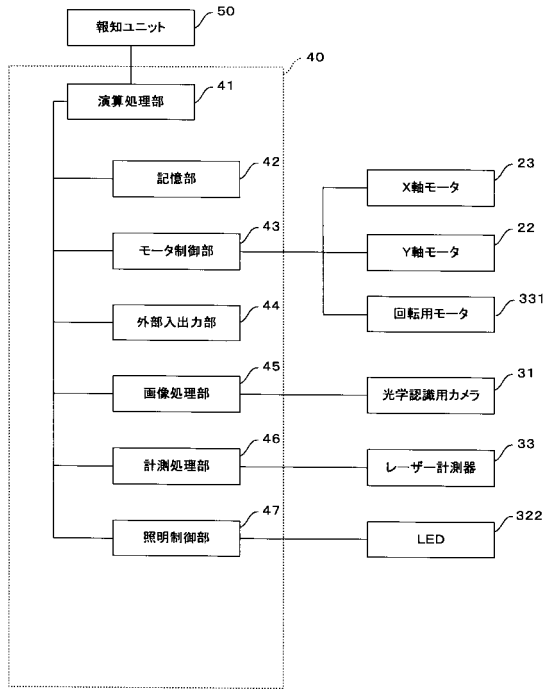 報知ユニット
50
40
演算処理部
41
記憶部
42
モータ制御部
43
X軸モータ
23
Y軸モータ
22
回転用モータ
331
外部入出力部
44
画像処理部
45
光学認識用カメラ
31
計測処理部
46
レーザー計測器
33
照明制御部
47
LED
322